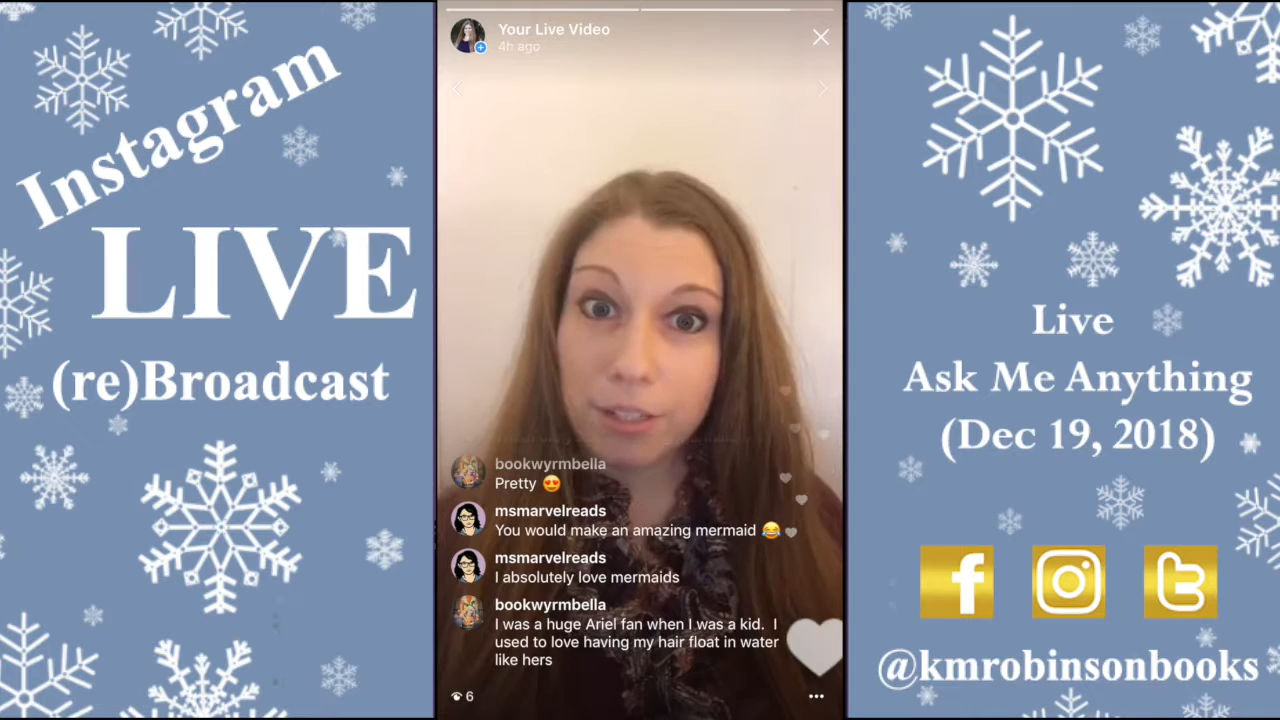 Instagram
LIVE
(re)Broadcast
Your Live Video
4h ago
bookwyrmbella
Pretty 😍
msmarvelreads
You would make an amazing mermaid 😂
msmarvelreads
I absolutely love mermaids
bookwyrmbella
I was a huge Ariel fan when I was a kid. I
used to love having my hair float in water
like hers
6
Live
Ask Me Anything
(Dec 19, 2018)
@kmrobinsonbooks